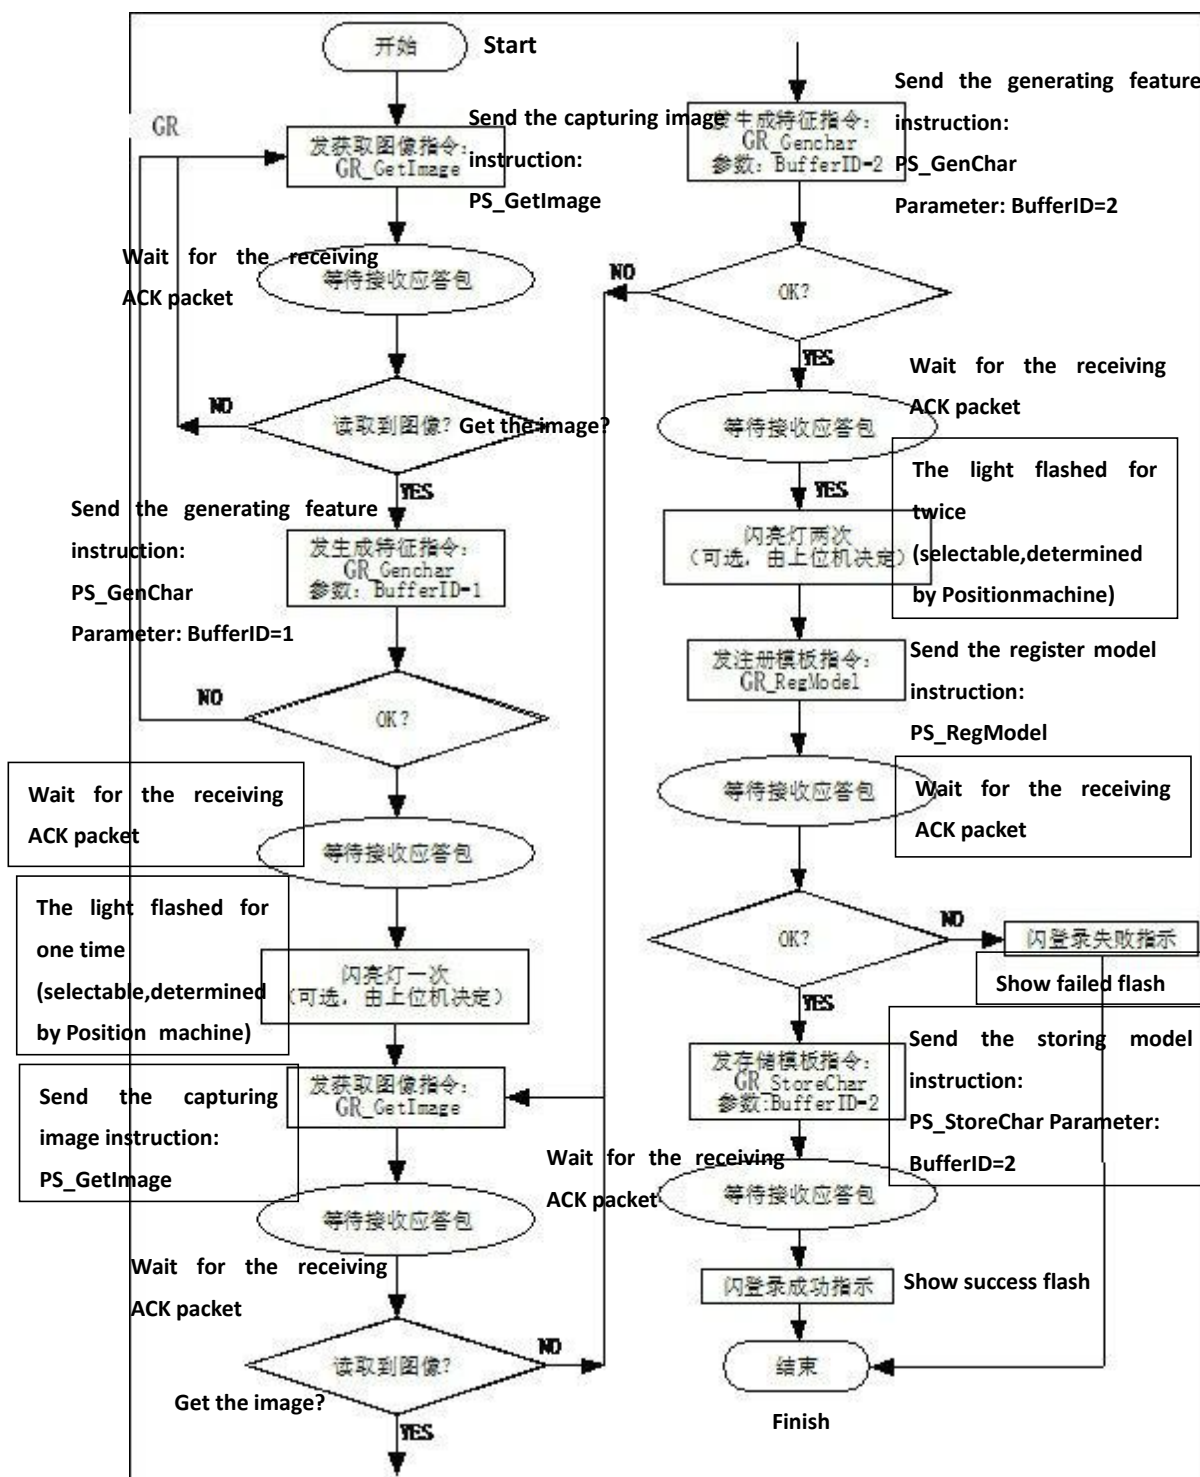 开始
Start
GR
Send the capturing image
instruction:
PS_GetImage
发获取图像指令:
GR_GetImage
Wait for the receiving
ACK packet
等待接收应答包
NO
读取到图像?
Get the image?
YES
Send the generating feature
instruction:
PS_GenChar
Parameter: BufferID=1
发生成特征指令:
GR_Genchar
参数: BufferID=1
NO
OK?
Wait for the receiving
ACK packet
等待接收应答包
The light flashed for
one time
(selectable,determined
by Position machine)
闪亮灯一次
(可选, 由上位机决定)
Send the capturing
image instruction:
PS_GetImage
发获取图像指令:
GR_GetImage
等待接收应答包
Wait for the receiving
ACK packet
读取到图像?
NO
Get the image?
YES
Send the generating feature
instruction:
PS_GenChar
Parameter: BufferID=2
发生成特征指令:
GR_Genchar
参数: BufferID=2
NO
OK?
YES
Wait for the receiving
ACK packet
等待接收应答包
YES
The light flashed for
twice
(selectable,determined
by Positionmachine)
闪亮灯两次
(可选, 由上位机决定)
发注册模板指令:
GR_RegModel
Send the register model
instruction:
PS_RegModel
等待接收应答包
Wait for the receiving
ACK packet
OK?
NO
闪登录失败指示
Show failed flash
YES
发存储模板指令:
GR_StoreChar
参数:BufferID=2
Send the storing model
instruction:
PS_StoreChar Parameter:
BufferID=2
Wait for the receiving
ACK packet
等待接收应答包
闪登录成功指示
Show success flash
结束
Finish